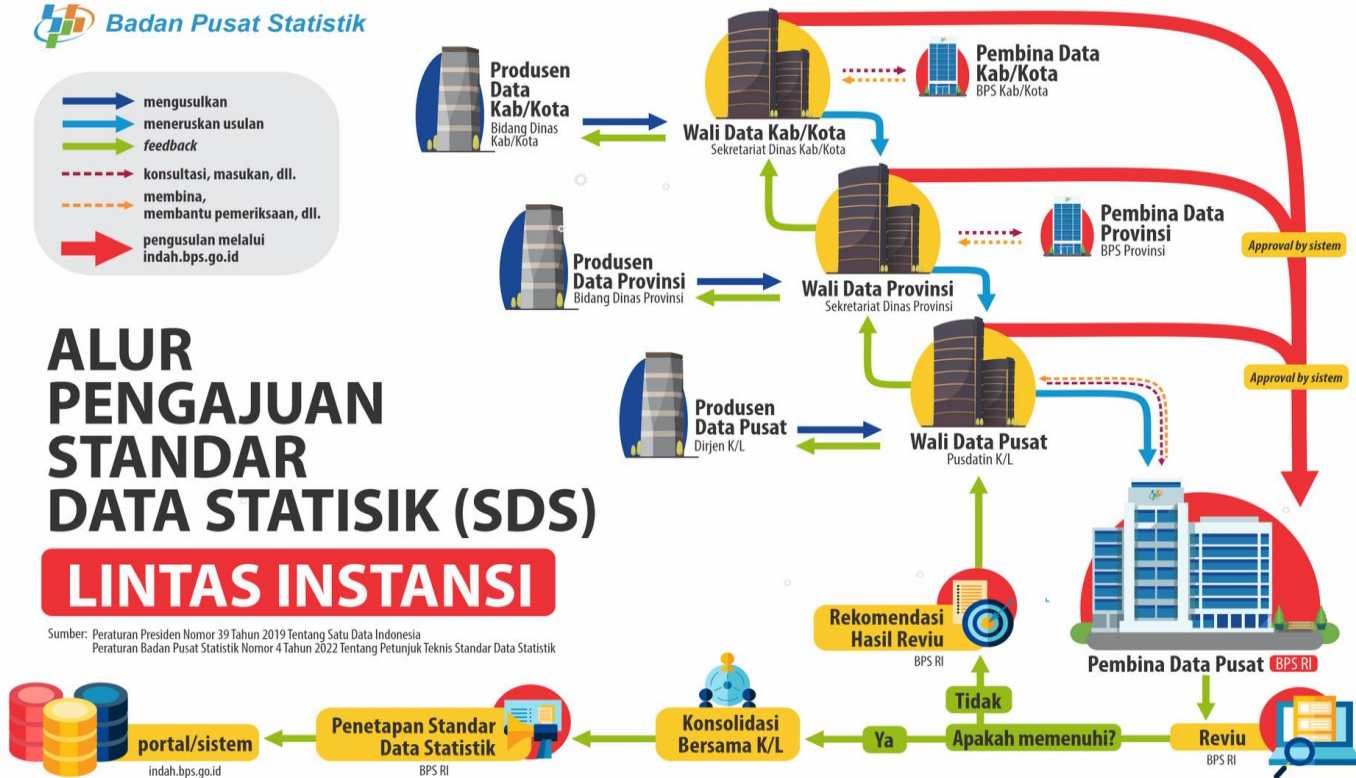 Badan Pusat Statistik
mengusulkan
meneruskan usulan
feedback
konsultasi, masukan, dll.
membina,
membantu pemeriksaan, dll.
pengusulan melalui
indah.bps.go.id
Produsen
Data
Kab/Kota
Bidang Dinas
Kab/Kota
Wali Data Kab/Kota
Sekretariat Dinas Kab/Kota
Pembina Data
Kab/Kota
BPS Kab/Kota
Produsen
Data Provinsi
Bidang Dinas Provinsi
Wali Data Provinsi
Sekretariat Dinas Provinsi
Pembina Data
Provinsi
BPS Provinsi
Approval by sistem
Approval by sistem
Produsen
Data Pusat
Dirjen K/L
Wali Data Pusat
Pusdatin K/L
ALUR
PENGAJUAN
STANDAR
DATA STATISIK (SDS)
LINTAS INSTANSI
Sumber: Peraturan Presiden Nomor 39 Tahun 2019 Tentang Satu Data Indonesia
Peraturan Badan Pusat Statistik Nomor 4 Tahun 2022 Tentang Petunjuk Teknis Standar Data Statistik
Pembina Data Pusat BPS RI
Reviu
BPS RI
Apakah memenuhi?
Tidak
Rekomendasi
Hasil Reviu
BPS RI
Ya
Konsolidasi
Bersama K/L
Penetapan Standar
Data Statistik
BPS RI
portal/sistem
indah.bps.go.id